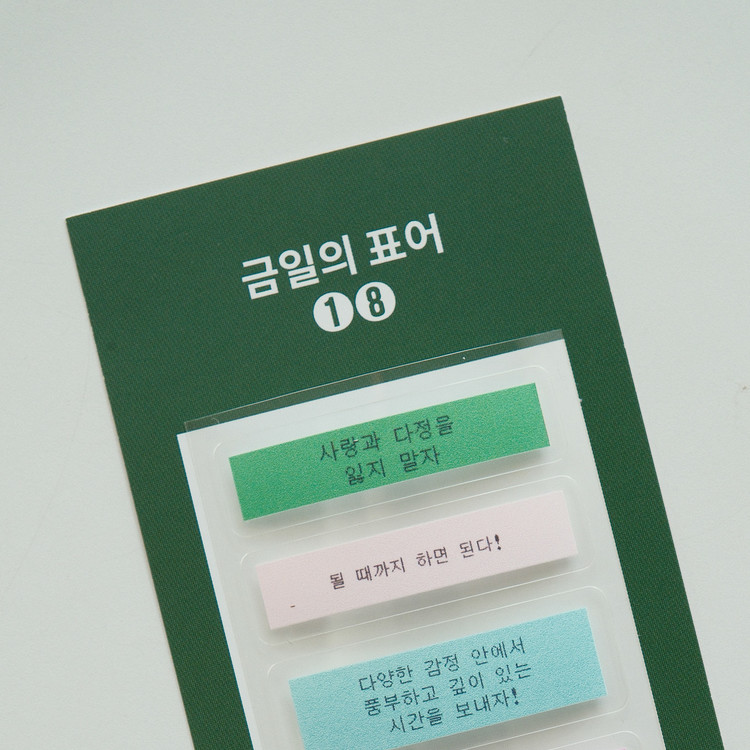 금일의 표어
18
사랑과 다정을
잃지 말자
될 때까지 하면 된다!
다양한 감정 안에서
풍부하고 깊이 있는
시간을 보내자!